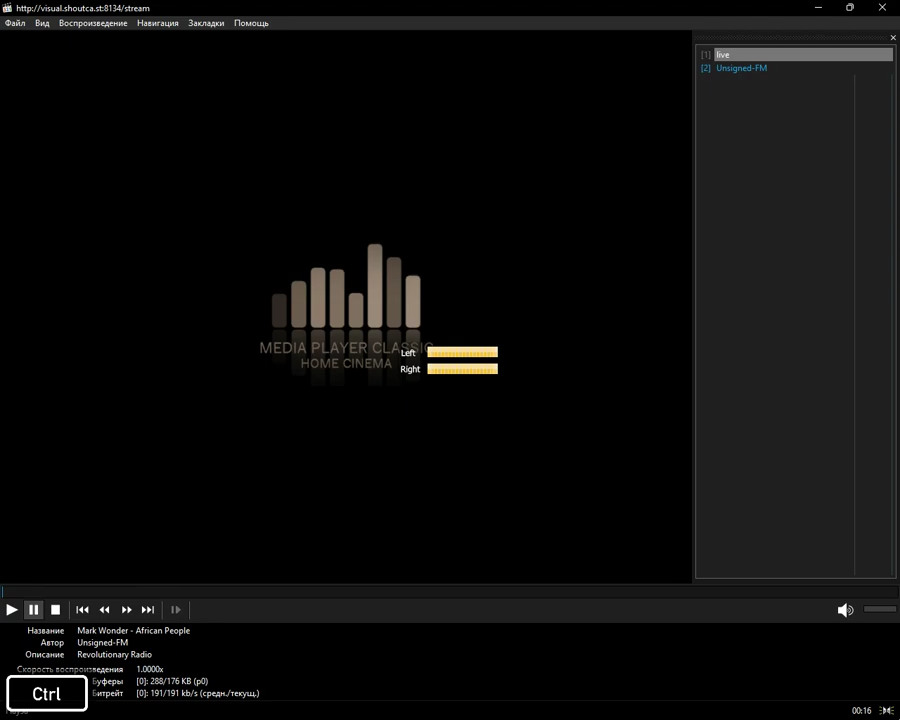 http://visual.shoutca.st:8134/stream
Файл Вид Воспроизведение Навигация Закладки Помощь
[1] live
[2] Unsigned-FM
MEDIA PLAYER CLASSIC
HOME CINEMA
Left
Right
Название Mark Wonder - African People
Автор Unsigned-FM
Описание Revolutionary Radio
Скорость воспроизведения 1.0000x
Буферы [0]: 288/176 KB (p0)
Битрейт [0]: 191/191 kb/s (средн./текущ.)
Ctrl
00:16